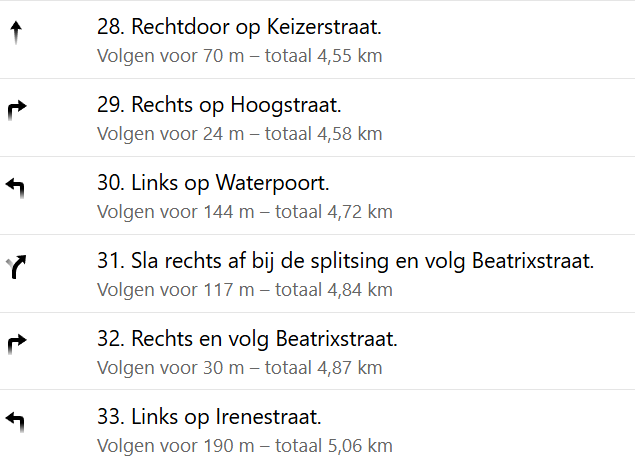 28. Rechtdoor op Keizerstraat.
Volgen voor 70 m – totaal 4,55 km
29. Rechts op Hoogstraat.
Volgen voor 24 m – totaal 4,58 km
30. Links op Waterpoort.
Volgen voor 144 m – totaal 4,72 km
31. Sla rechts af bij de splitsing en volg Beatrixstraat.
Volgen voor 117 m – totaal 4,84 km
32. Rechts en volg Beatrixstraat.
Volgen voor 30 m – totaal 4,87 km
33. Links op Irenestraat.
Volgen voor 190 m – totaal 5,06 km